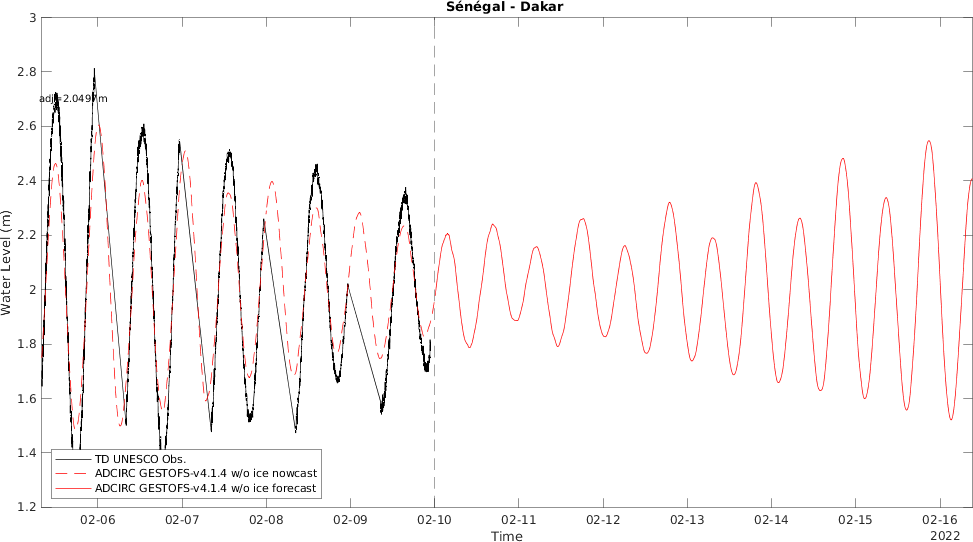 Sénégal - Dakar
3
2.8
adj=2.0497m
2.6
2.4
2.2
2
1.8
1.6
1.4
1.2
Water Level (m)
TD UNESCO Obs.
ADCIRC GESTOFS-v4.1.4 w/o ice nowcast
ADCIRC GESTOFS-v4.1.4 w/o ice forecast
02-06 02-07 02-08 02-09 02-10 02-11 02-12 02-13 02-14 02-15 02-16
Time
2022